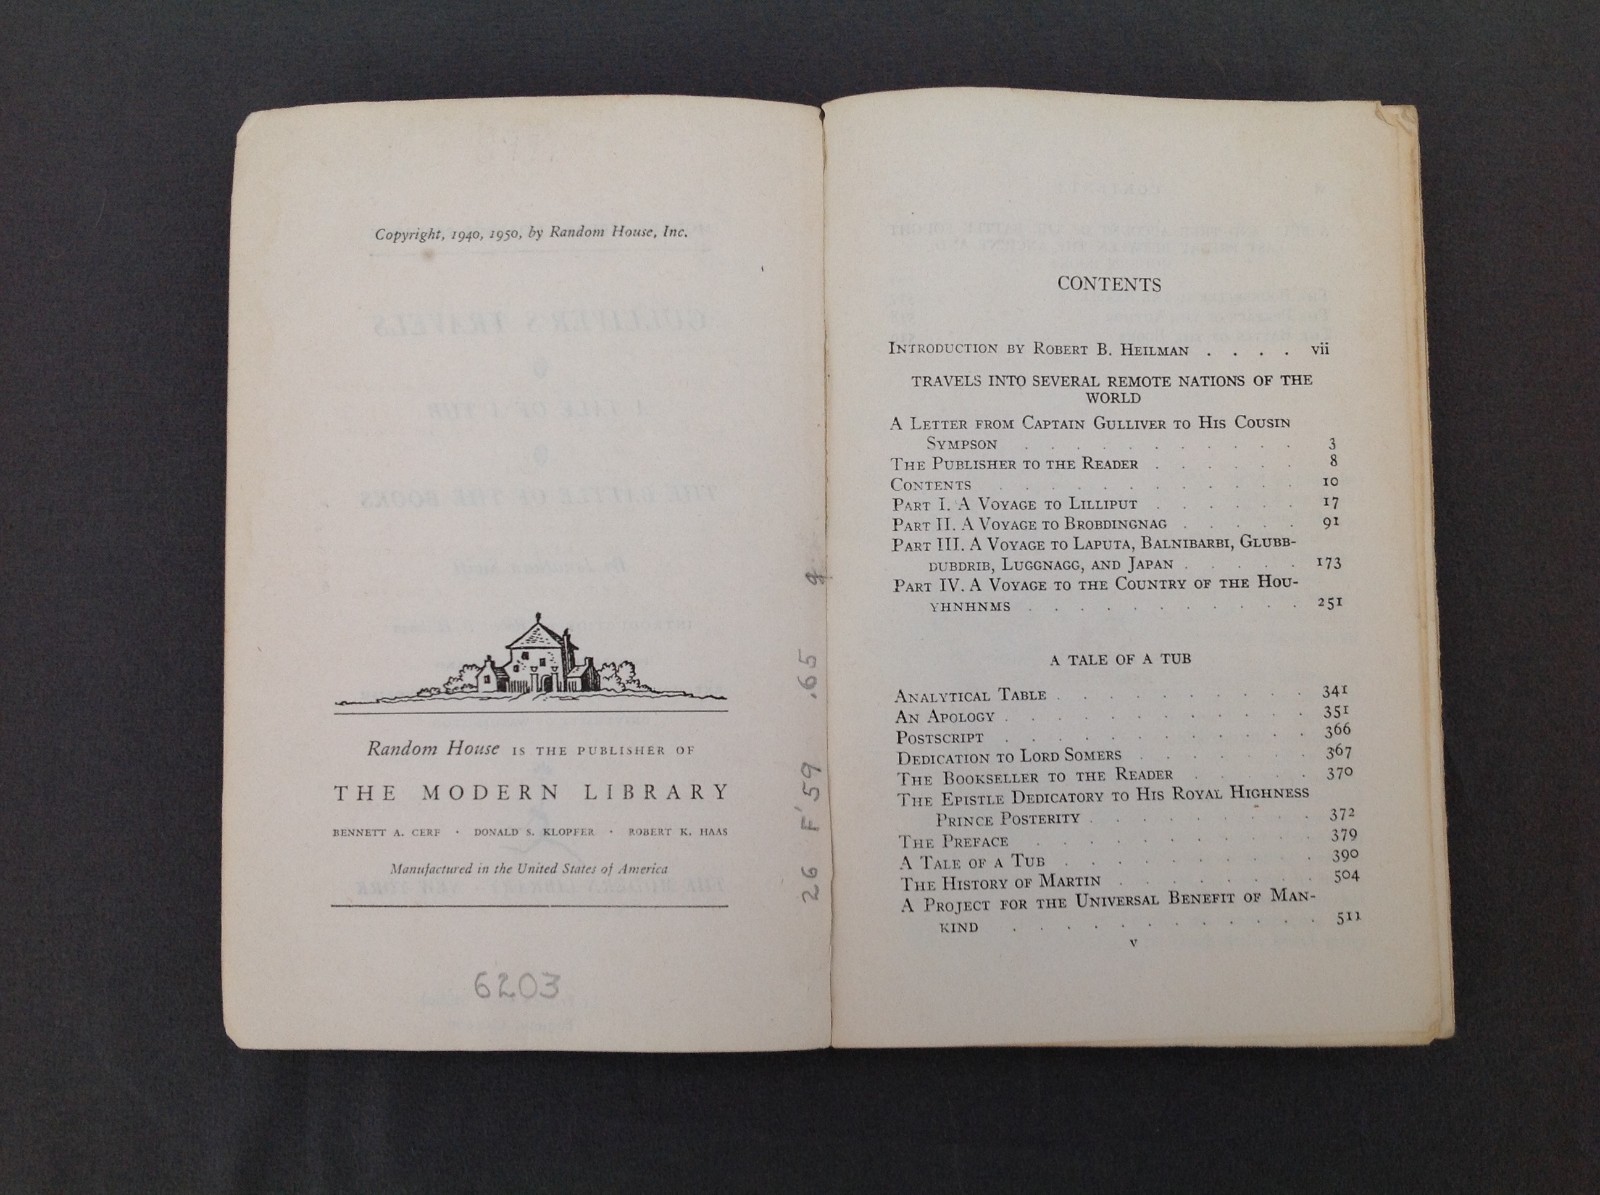 Copyright, 1940, 1950, by Random House, Inc.
Random House IS THE PUBLISHER OF
THE MODERN LIBRARY
BENNETT A. CERF · DONALD S. KLOPFER · ROBERT K. HAAS
Manufactured in the United States of America
6203
26 F'59 .65
CONTENTS
INTRODUCTION BY ROBERT B. HEILMAN . . . . vii
TRAVELS INTO SEVERAL REMOTE NATIONS OF THE
WORLD
A LETTER FROM CAPTAIN GULLIVER TO HIS COUSIN
SYMPSON . . . . . . . . . . . 3
THE PUBLISHER TO THE READER . . . . . . 8
CONTENTS . . . . . . . . . . . . 10
PART I. A VOYAGE TO LILLIPUT . . . . . . 17
PART II. A VOYAGE TO BROBDINGNAG . . . . . 91
PART III. A VOYAGE TO LAPUTA, BALNIBARBI, GLUBB-
DUBDRIB, LUGGNAGG, AND JAPAN . . . . . 173
PART IV. A VOYAGE TO THE COUNTRY OF THE HOU-
YHNHNMS . . . . . . . . . . . 251
A TALE OF A TUB
ANALYTICAL TABLE . . . . . . . . . . 341
AN APOLOGY . . . . . . . . . . . . 351
POSTSCRIPT . . . . . . . . . . . . 366
DEDICATION TO LORD SOMERS . . . . . . . 367
THE BOOKSELLER TO THE READER . . . . . 370
THE EPISTLE DEDICATORY TO HIS ROYAL HIGHNESS
PRINCE POSTERITY . . . . . . . . . 372
THE PREFACE . . . . . . . . . . . 379
A TALE OF A TUB . . . . . . . . . . 390
THE HISTORY OF MARTIN . . . . . . . . 504
A PROJECT FOR THE UNIVERSAL BENEFIT OF MAN-
KIND . . . . . . . . . . . . 511
v